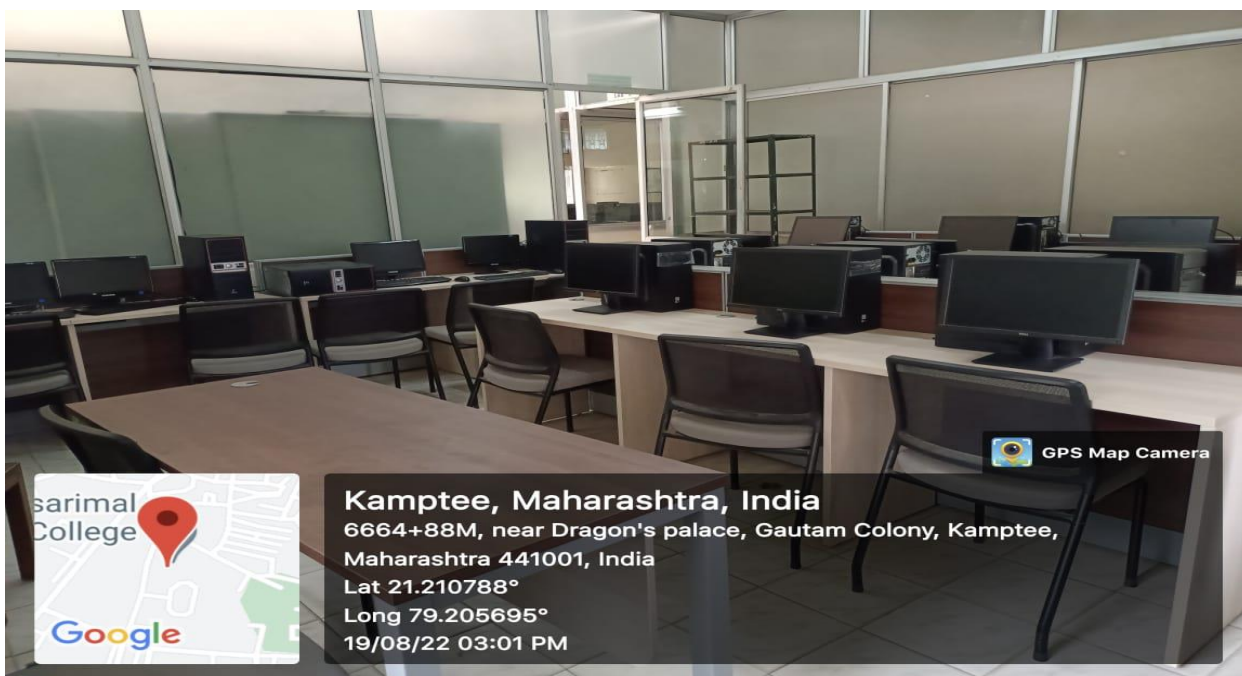 GPS Map Camera
sarimal
College
Google
Kamptee, Maharashtra, India
6664+88M, near Dragon's palace, Gautam Colony, Kamptee,
Maharashtra 441001, India
Lat 21.210788°
Long 79.205695°
19/08/22 03:01 PM